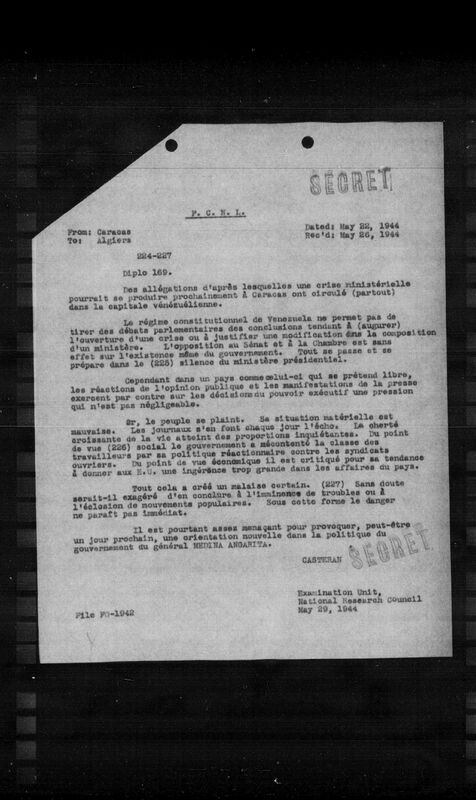 SECRET
F. C. N. L.
From: Caracas
To: Algiers
Dated: May 22, 1944
Rec'd: May 26, 1944
224-227
Diplo 169.
Des allégations d'après lesquelles une crise ministérielle
pourrait se produire prochainement à Caracas ont circulé (partout)
dans la capitale vénézuélienne.
Le régime constitutionnel de Venezuela ne permet pas de
tirer des débats parlementaires des conclusions tendant à (augurer)
l'ouverture d'une crise ou à justifier une modification dans la composition
d'un ministère. L'opposition au Sénat et à la Chambre est sans
effet sur l'existence même du gouvernement. Tout se passe et se
prépare dans le (225) silence du ministère présidentiel.
Cependant dans un pays comme celui-ci qui se prétend libre,
les réactions de l'opinion publique et les manifestations de la presse
exercent par contre sur les décisions du pouvoir exécutif une pression
qui n'est pas négligeable.
Or, le peuple se plaint. Sa situation matérielle est
mauvaise. Les journaux s'en font chaque jour l'écho. La cherté
croissante de la vie atteint des proportions inquiétantes. Du point
de vue (226) social le gouvernement a mécontenté la classe des
travailleurs par sa politique réactionnaire contre les syndicats
ouvriers. Du point de vue économique il est critiqué pour sa tendance
à donner aux E.U. une ingérence trop grande dans les affaires du pays.
Tout cela a créé un malaise certain. (227) Sans doute
serait-il exagéré d'en conclure à l'imminence de troubles ou à
l'éclosion de mouvements populaires. Sous cette forme le danger
ne paraît pas immédiat.
Il est pourtant assez menaçant pour provoquer, peut-être
un jour prochain, une orientation nouvelle dans la politique du
gouvernement du général MEDINA ANGARITA.
CASTERAN
SECRET
Examination Unit,
National Research Council
May 29, 1944
File FO-1942